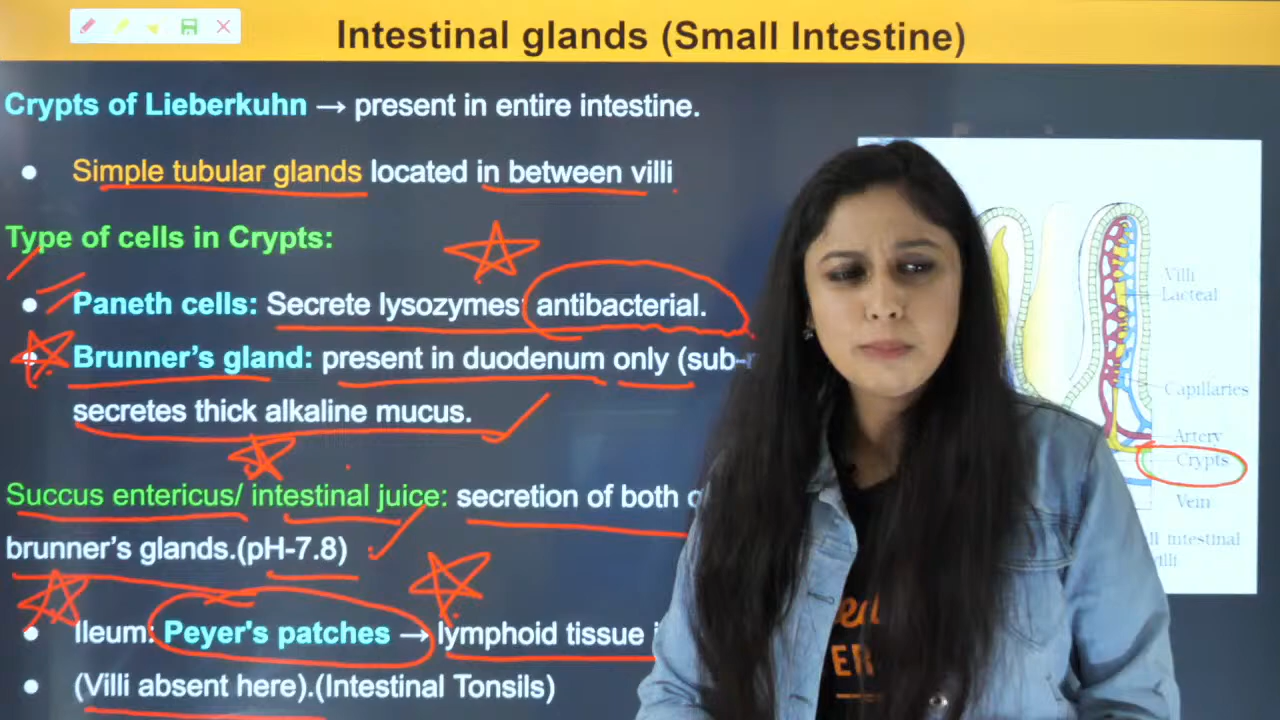 Intestinal glands (Small Intestine)
Crypts of Lieberkuhn → present in entire intestine.
● Simple tubular glands located in between villi
Type of cells in Crypts:
● Paneth cells: Secrete lysozymes antibacterial.
● Brunner's gland: present in duodenum only (sub-
secretes thick alkaline mucus.
Succus entericus/ intestinal juice: secretion of both
brunner's glands.(pH-7.8)
● Ileum: Peyer's patches → lymphoid tissue
● (Villi absent here).(Intestinal Tonsils)
Villi
Lacteal
Capillaries
Artery
Crypts
Vein
intestinal